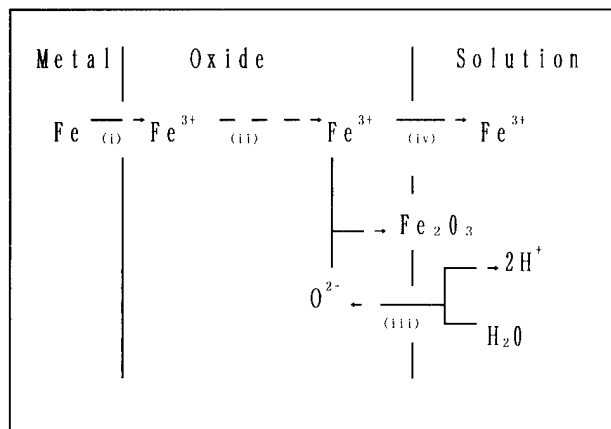 Metal Oxide Solution
Fe (i) Fe³⁺ (ii) Fe³⁺ (iv) Fe³⁺
Fe₂O₃
2H⁺
O²⁻ (iii)
H₂O